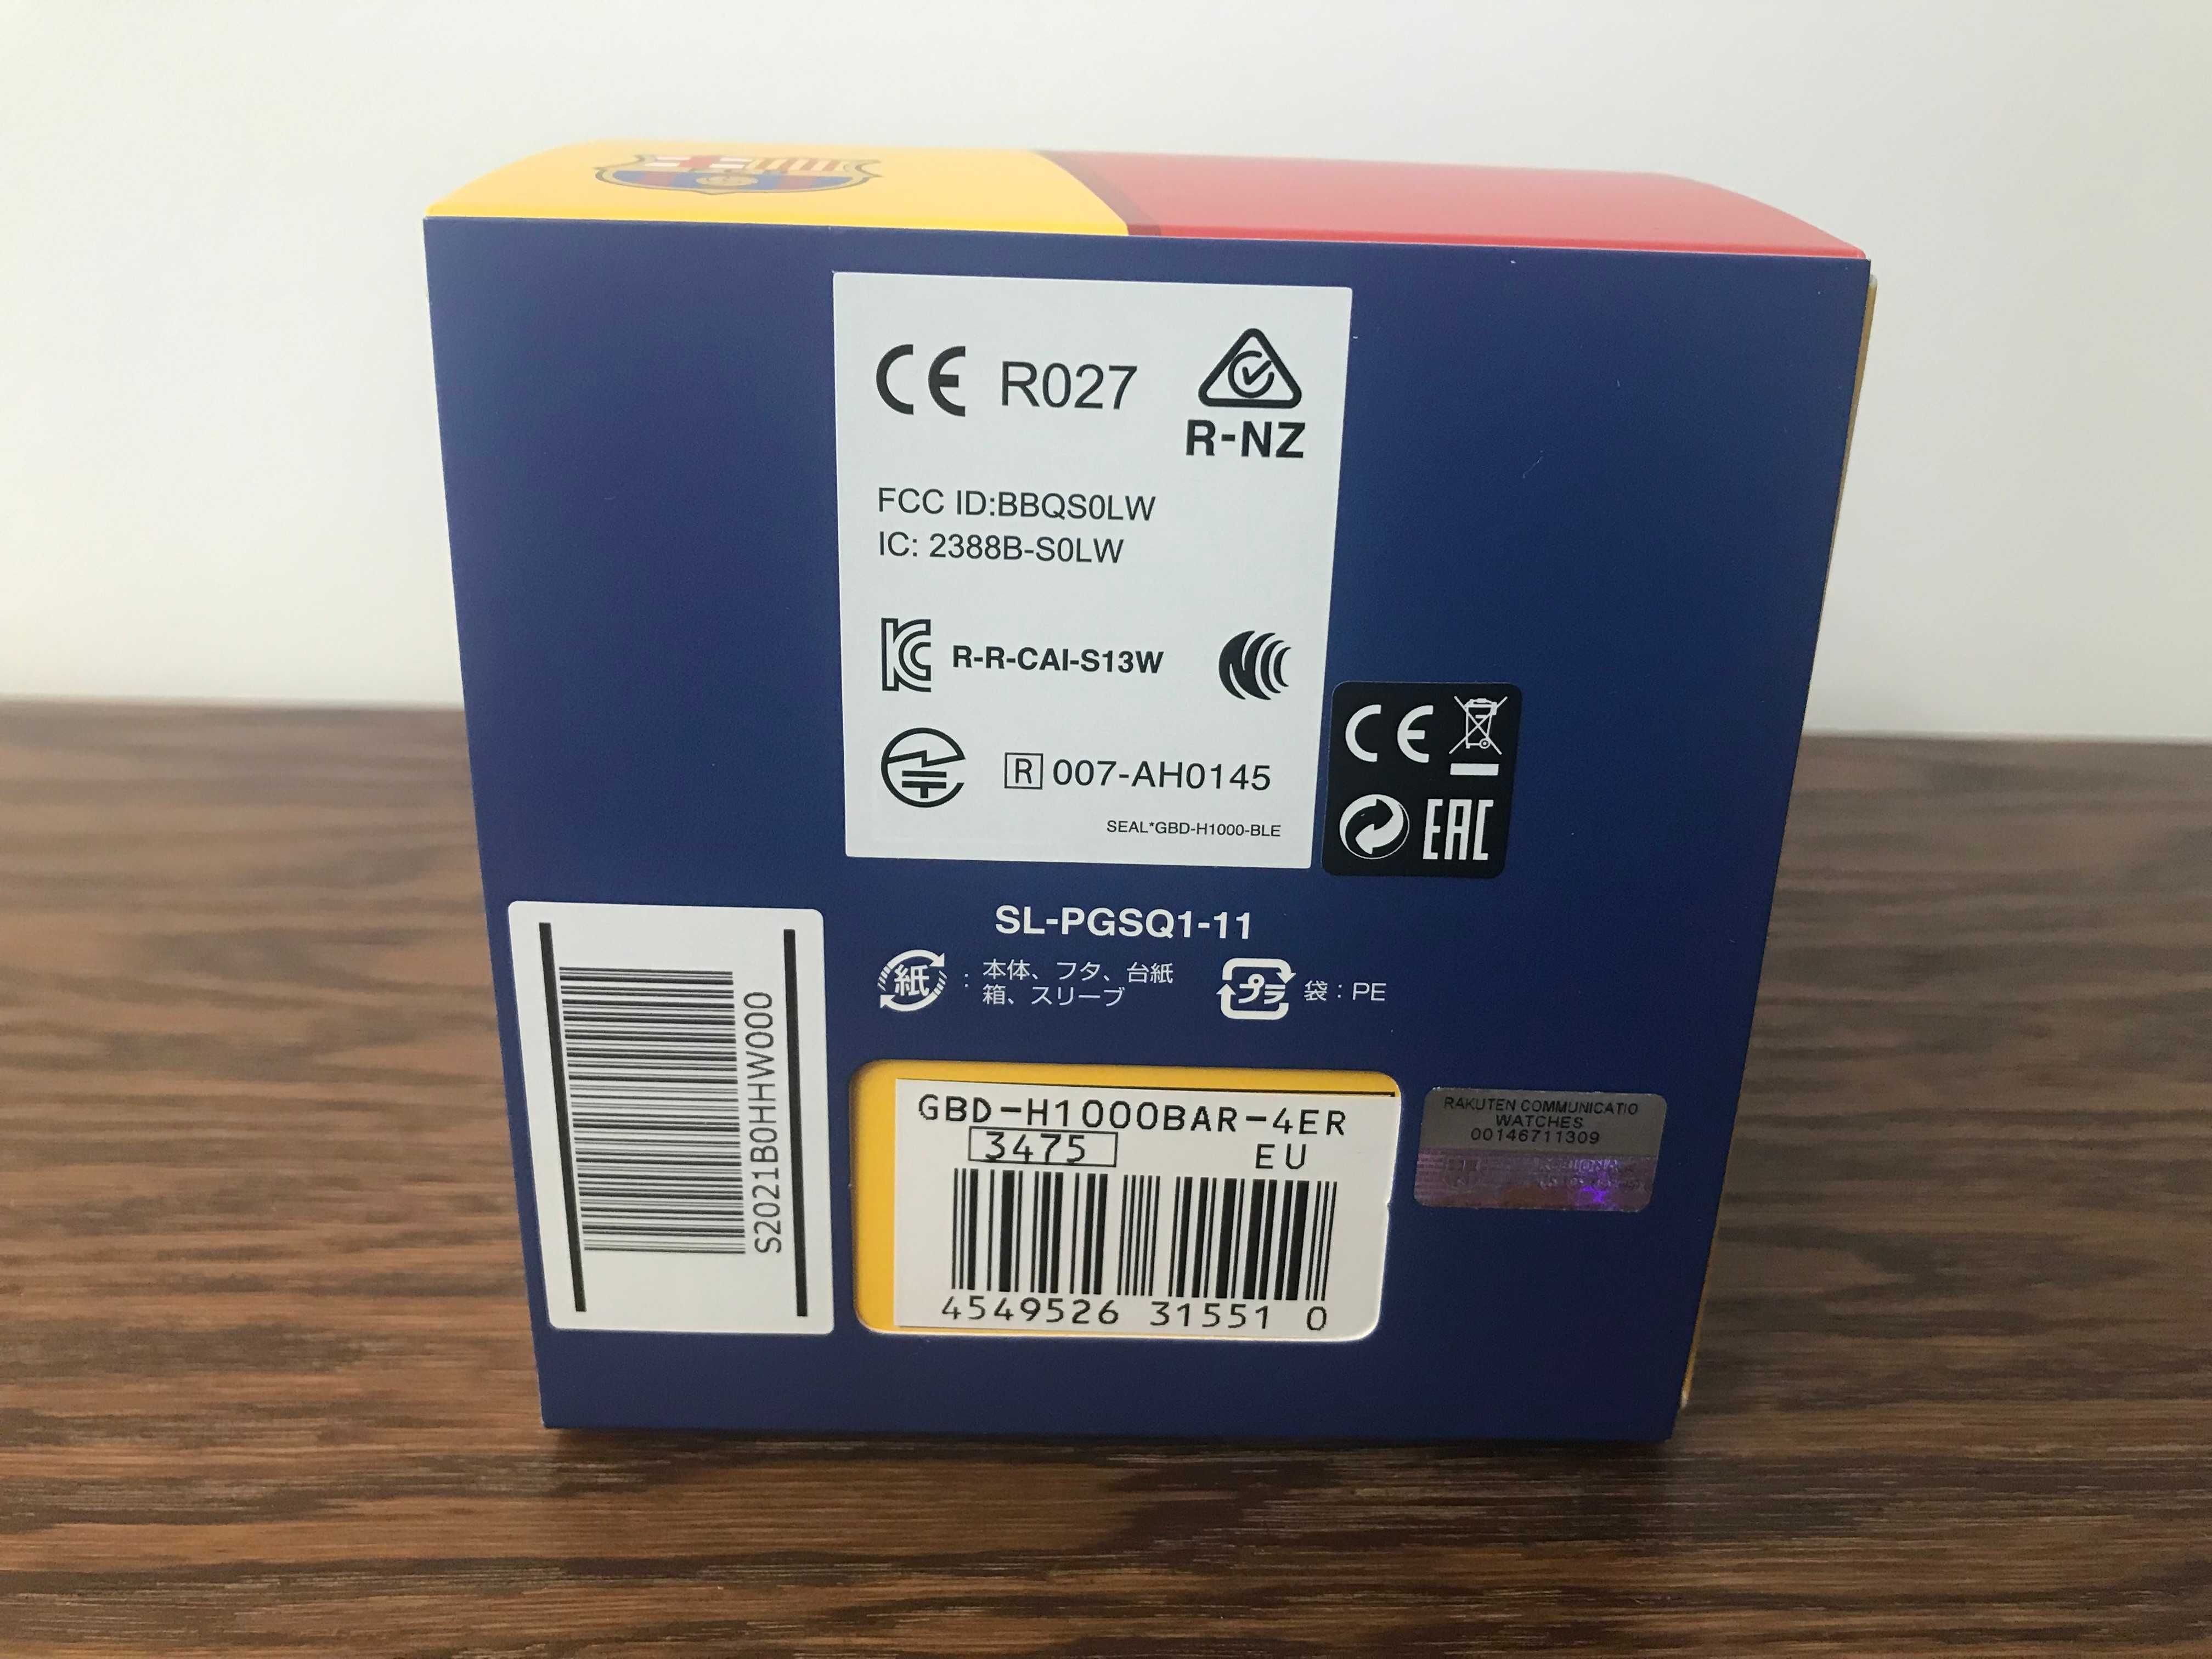 CE R027
R-NZ
FCC ID:BBQS0LW
IC: 2388B-S0LW
R-R-CAI-S13W
R 007-AH0145
SEAL*GBD-H1000-BLE
CE
EAC
SL-PGSQ1-11
紙 : 本体、フタ、台紙
箱、スリーブ
プラ 袋：PE
S2021B0HHW000
GBD-H1000BAR-4ER
3475 EU
4549526 31551 0
RAKUTEN COMMUNICATIO
WATCHES
00146711309